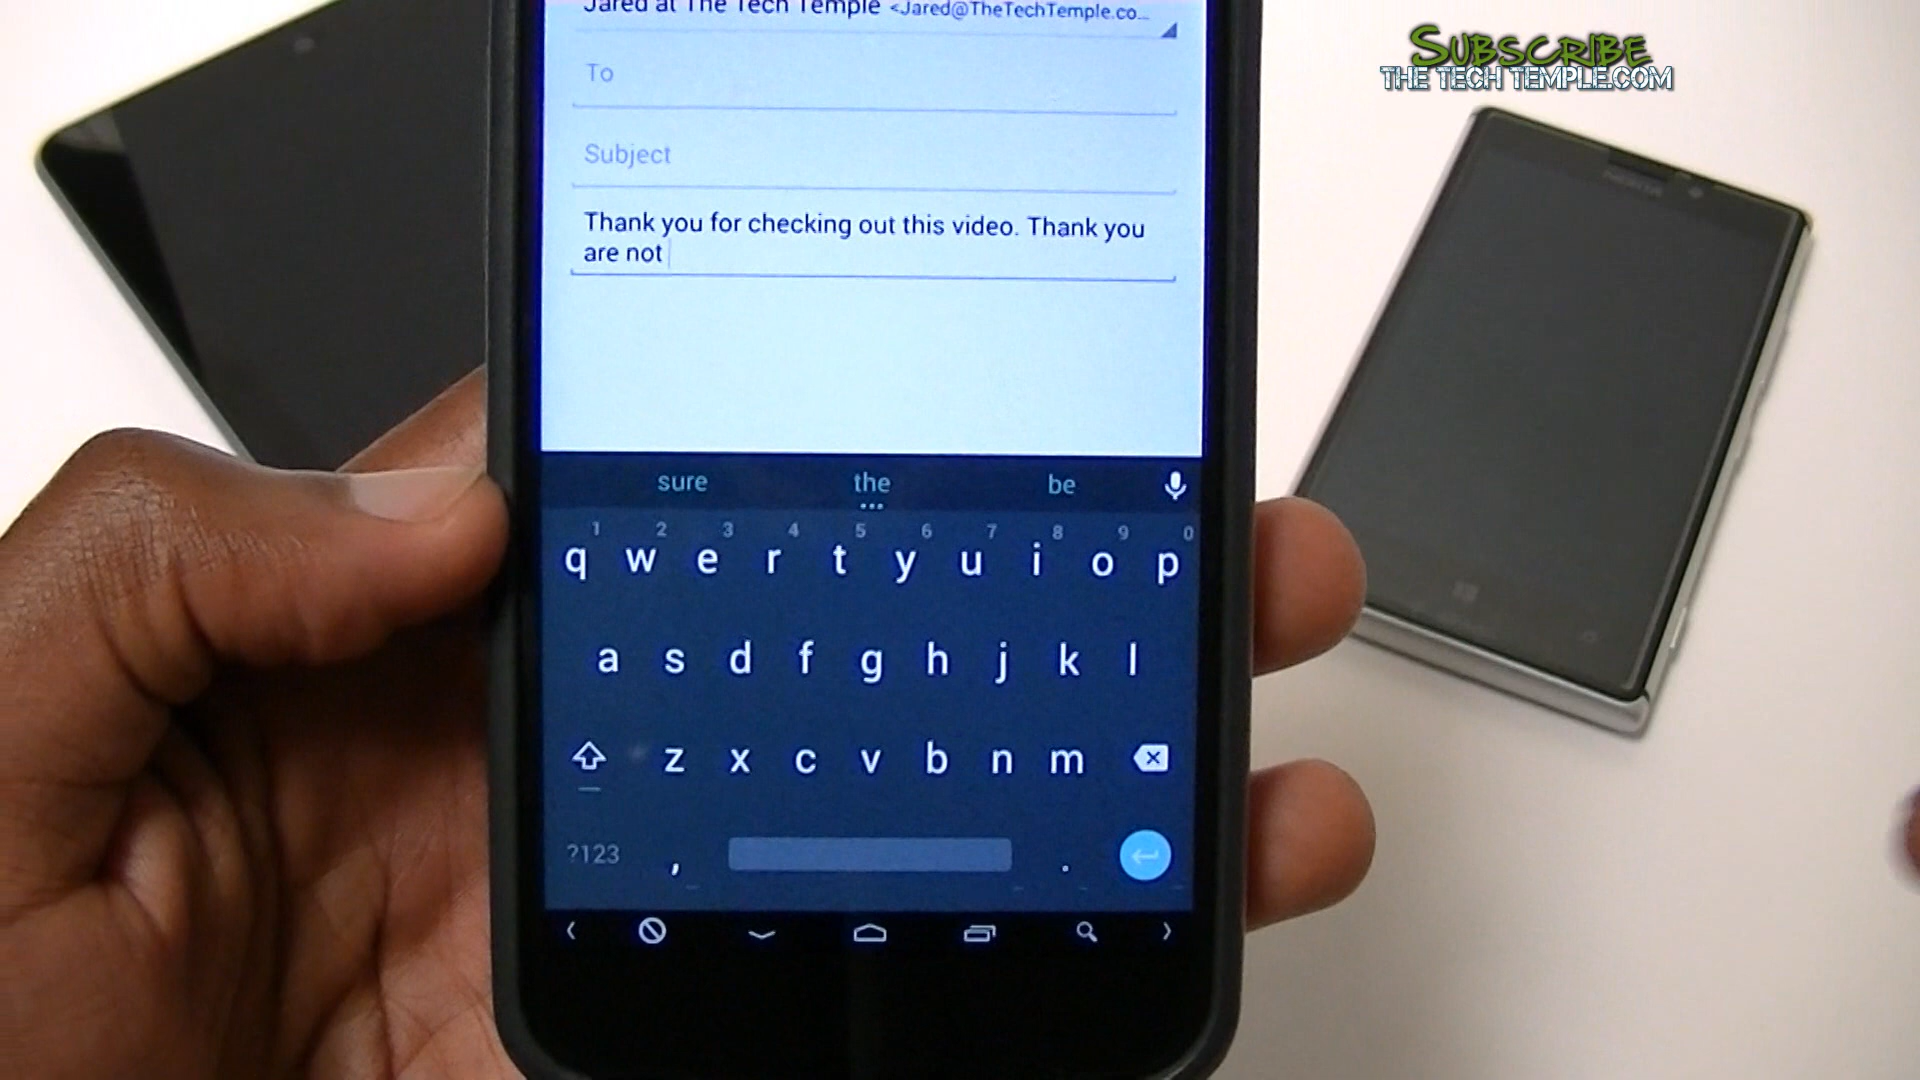 Jared at The Tech Temple <Jared@TheTechTemple.co...
To
Subject
Thank you for checking out this video. Thank you
are not
sure the be
1 2 3 4 5 6 7 8 9 0
q w e r t y u i o p
a s d f g h j k l
z x c v b n m
?123 , .
SUBSCRIBE
THE TECH TEMPLE.COM
NOKIA